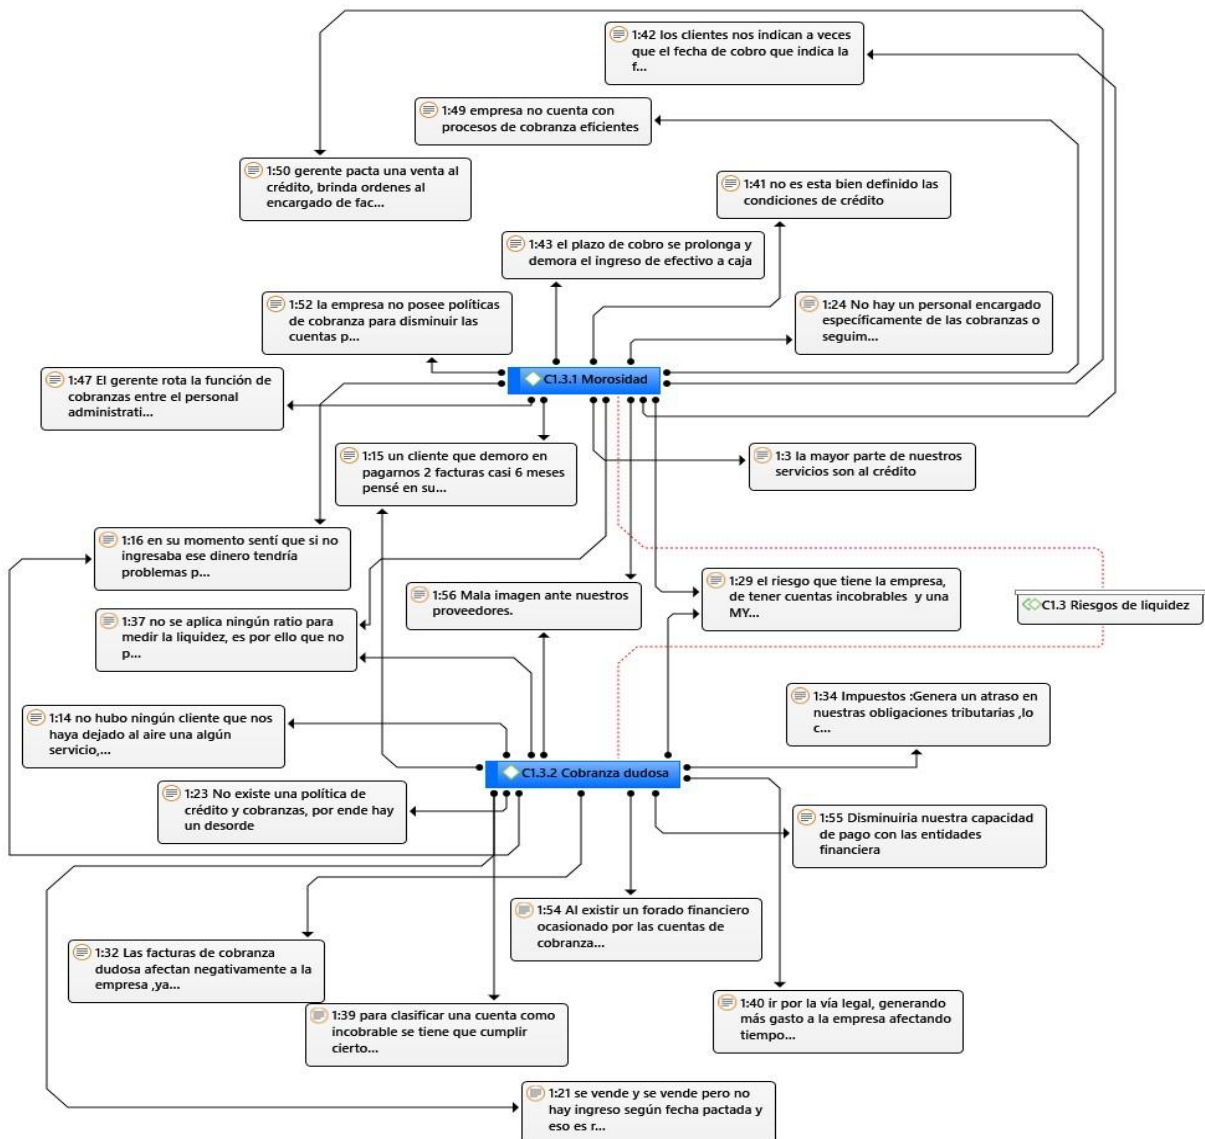 1:42 los clientes nos indican a veces
que el fecha de cobro que indica la
f...
1:49 empresa no cuenta con
procesos de cobranza eficientes
1:50 gerente pacta una venta al
crédito, brinda ordenes al
encargado de fac...
1:41 no es esta bien definido las
condiciones de crédito
1:43 el plazo de cobro se prolonga y
demora el ingreso de efectivo a caja
1:52 la empresa no posee políticas
de cobranza para disminuir las
cuentas p...
1:24 No hay un personal encargado
específicamente de las cobranzas o
seguim...
1:47 El gerente rota la función de
cobranzas entre el personal
administrati...
C1.3.1 Morosidad
1:15 un cliente que demoro en
pagarnos 2 facturas casi 6 meses
pensé en su...
1:3 la mayor parte de nuestros
servicios son al crédito
1:16 en su momento sentí que si no
ingresaba ese dinero tendría
problemas p...
1:56 Mala imagen ante nuestros
proveedores.
1:29 el riesgo que tiene la empresa,
de tener cuentas incobrables y una
MY...
C1.3 Riesgos de liquidez
1:37 no se aplica ningún ratio para
medir la liquidez, es por ello que no
p...
1:34 Impuestos :Genera un atraso en
nuestras obligaciones tributarias ,lo
c...
1:14 no hubo ningún cliente que nos
haya dejado al aire una algún
servicio,...
C1.3.2 Cobranza dudosa
1:23 No existe una política de
crédito y cobranzas, por ende hay
un desorde
1:55 Disminuiria nuestra capacidad
de pago con las entidades
financiera
1:54 Al existir un forado financiero
ocasionado por las cuentas de
cobranza...
1:32 Las facturas de cobranza
dudosa afectan negativamente a la
empresa ,ya...
1:39 para clasificar una cuenta como
incobrable se tiene que cumplir
cierto...
1:40 ir por la vía legal, generando
más gasto a la empresa afectando
tiempo...
1:21 se vende y se vende pero no
hay ingreso según fecha pactada y
eso es r...